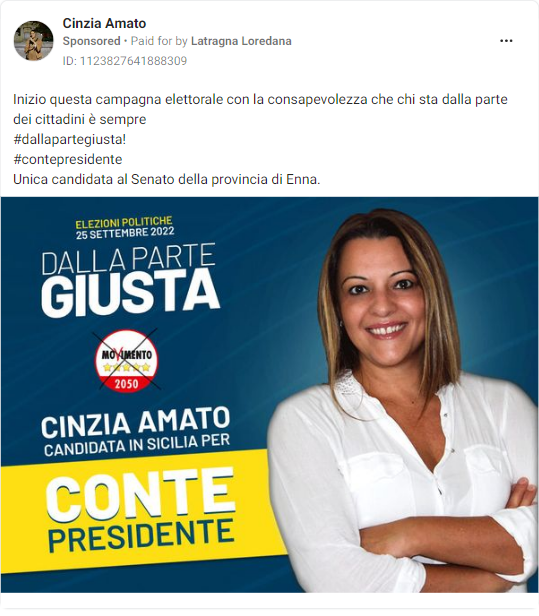 Cinzia Amato
Sponsored • Paid for by Latragna Loredana
ID: 1123827641888309
Inizio questa campagna elettorale con la consapevolezza che chi sta dalla parte
dei cittadini è sempre
#dallapartegiusta!
#contepresidente
Unica candidata al Senato della provincia di Enna.
ELEZIONI POLITICHE
25 SETTEMBRE 2022
DALLA PARTE
GIUSTA
MOVIMENTO
2050
CINZIA AMATO
CANDIDATA IN SICILIA PER
CONTE
PRESIDENTE